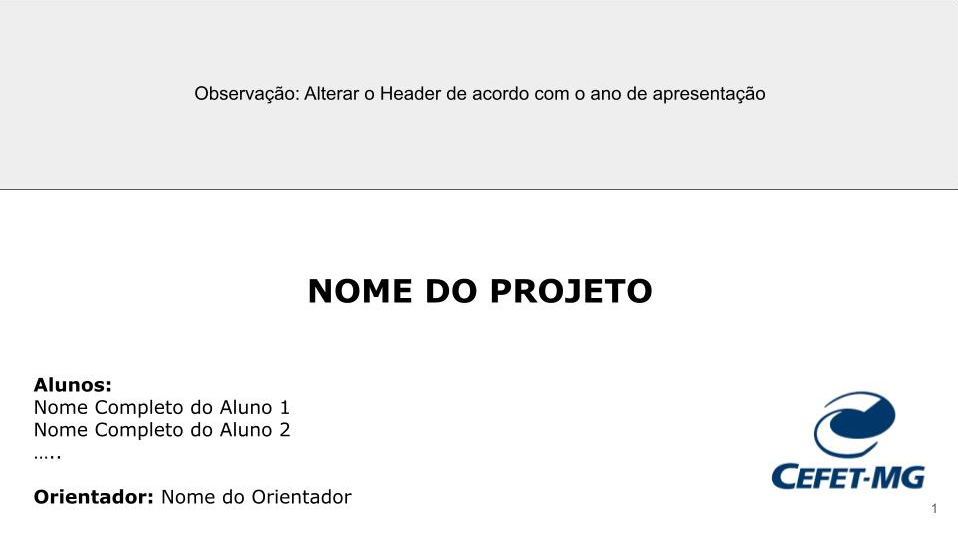 Observação: Alterar o Header de acordo com o ano de apresentação
NOME DO PROJETO
Alunos:
Nome Completo do Aluno 1
Nome Completo do Aluno 2
…..
Orientador: Nome do Orientador
CEFET-MG
1